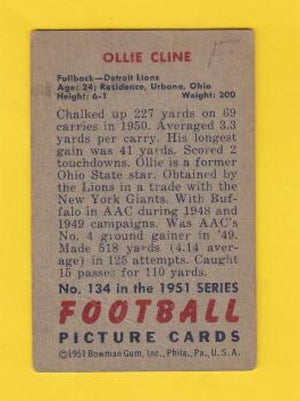 OLLIE CLINE
Fullback—Detroit Lions
Age: 24; Residence, Urbana, Ohio
Height: 6-1 Weight: 200
Chalked up 227 yards on 69
carries in 1950. Averaged 3.3
yards per carry. His longest
gain was 41 yards. Scored 2
touchdowns. Ollie is a former
Ohio State star. Obtained by
the Lions in a trade with the
New York Giants. With Buf-
falo in AAC during 1948 and
1949 campaigns. Was AAC's
No. 4 ground gainer in '49.
Made 518 yards (4.14 aver-
age) in 125 attempts. Caught
15 passes for 110 yards.
No. 134 in the 1951 SERIES
FOOTBALL
PICTURE CARDS
©1951 Bowman Gum, Inc., Phila., Pa., U.S.A.